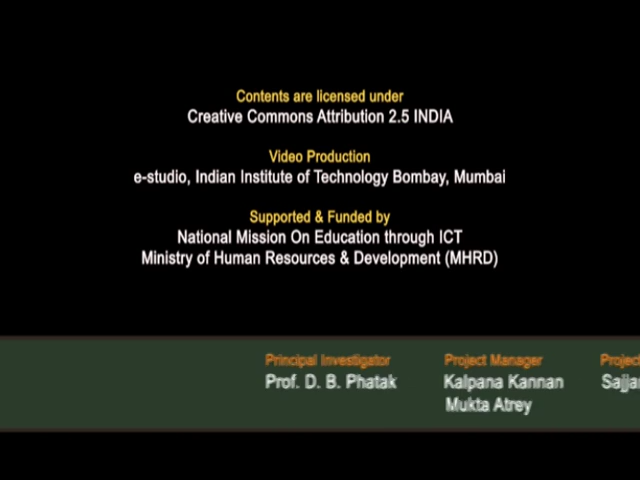 Contents are licensed under
Creative Commons Attribution 2.5 INDIA
Video Production
e-studio, Indian Institute of Technology Bombay, Mumbai
Supported & Funded by
National Mission On Education through ICT
Ministry of Human Resources & Development (MHRD)
Principal Investigator
Prof. D. B. Phatak
Project Manager
Kalpana Kannan
Mukta Atrey